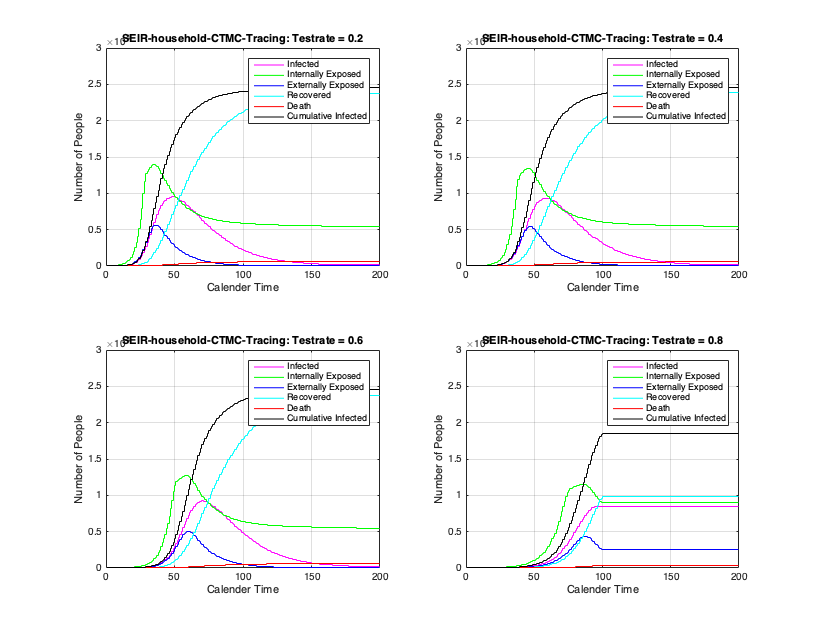 SEIR-household-CTMC-Tracing: Testrate = 0.2
3
2.5
2
1.5
1
0.5
0
Number of People
Infected
Internally Exposed
Externally Exposed
Recovered
Death
Cumulative Infected
0 50 100 150 200
Calender Time
SEIR-household-CTMC-Tracing: Testrate = 0.4
3
2.5
2
1.5
1
0.5
0
Number of People
Infected
Internally Exposed
Externally Exposed
Recovered
Death
Cumulative Infected
0 50 100 150 200
Calender Time
SEIR-household-CTMC-Tracing: Testrate = 0.6
3
2.5
2
1.5
1
0.5
0
Number of People
Infected
Internally Exposed
Externally Exposed
Recovered
Death
Cumulative Infected
0 50 100 150 200
Calender Time
SEIR-household-CTMC-Tracing: Testrate = 0.8
3
2.5
2
1.5
1
0.5
0
Number of People
Infected
Internally Exposed
Externally Exposed
Recovered
Death
Cumulative Infected
0 50 100 150 200
Calender Time